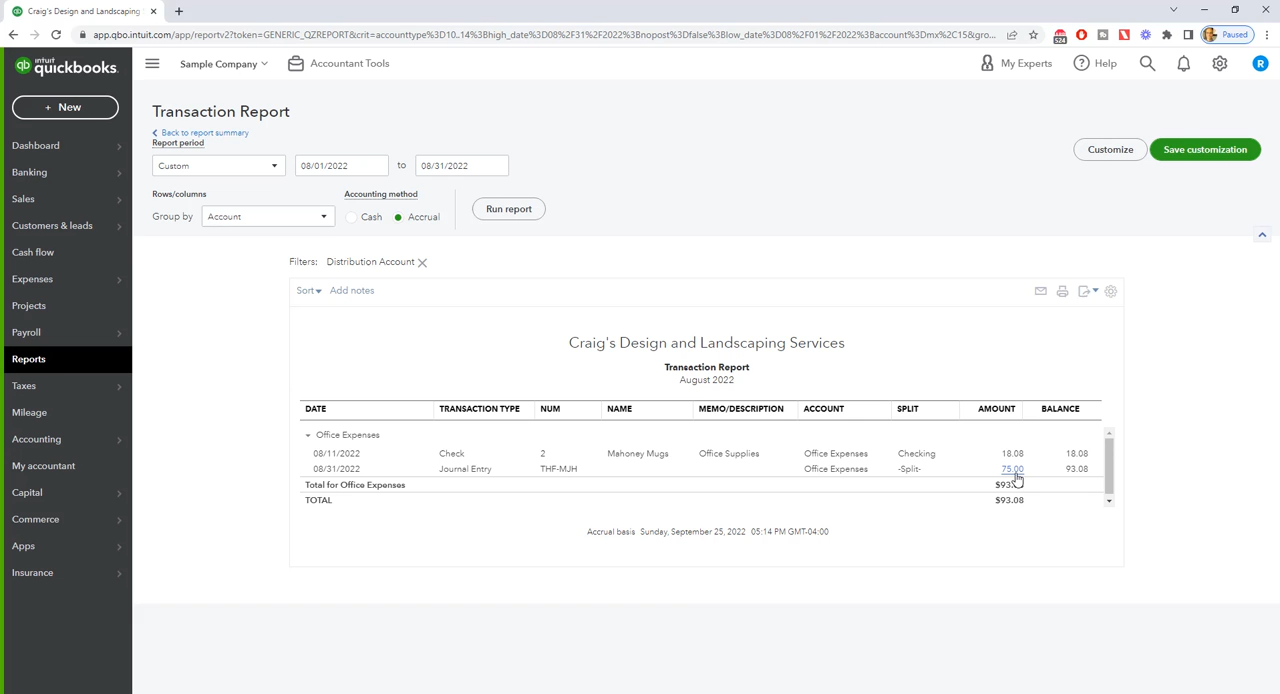 Craig's Design and Landscaping S
app.qbo.intuit.com/app/reportv2?token=GENERIC_QZREPORT&crit=accounttype%3D10..14%3Bhigh_date%3D08%2F31%2F2022%3Bnopost%3Dfalse%3Blow_date%3D08%2F01%2F2022%3Baccount%3Dmx%2C15&gro...
524
Paused
intuit
quickbooks.
Sample Company
Accountant Tools
My Experts
Help
R
+ New
Dashboard
Banking
Sales
Customers & leads
Cash flow
Expenses
Projects
Payroll
Reports
Taxes
Mileage
Accounting
My accountant
Capital
Commerce
Apps
Insurance
Transaction Report
Back to report summary
Report period
Custom 08/01/2022 to 08/31/2022
Customize Save customization
Rows/columns Accounting method
Group by Account Cash Accrual Run report
Filters: Distribution Account
Sort Add notes
Craig's Design and Landscaping Services
Transaction Report
August 2022
DATE TRANSACTION TYPE NUM NAME MEMO/DESCRIPTION ACCOUNT SPLIT AMOUNT BALANCE
Office Expenses
08/11/2022 Check 2 Mahoney Mugs Office Supplies Office Expenses Checking 18.08 18.08
08/31/2022 Journal Entry THF-MJH Office Expenses -Split- 75.00 93.08
Total for Office Expenses
TOTAL $93.08
Accrual basis Sunday, September 25, 2022 05:14 PM GMT-04:00